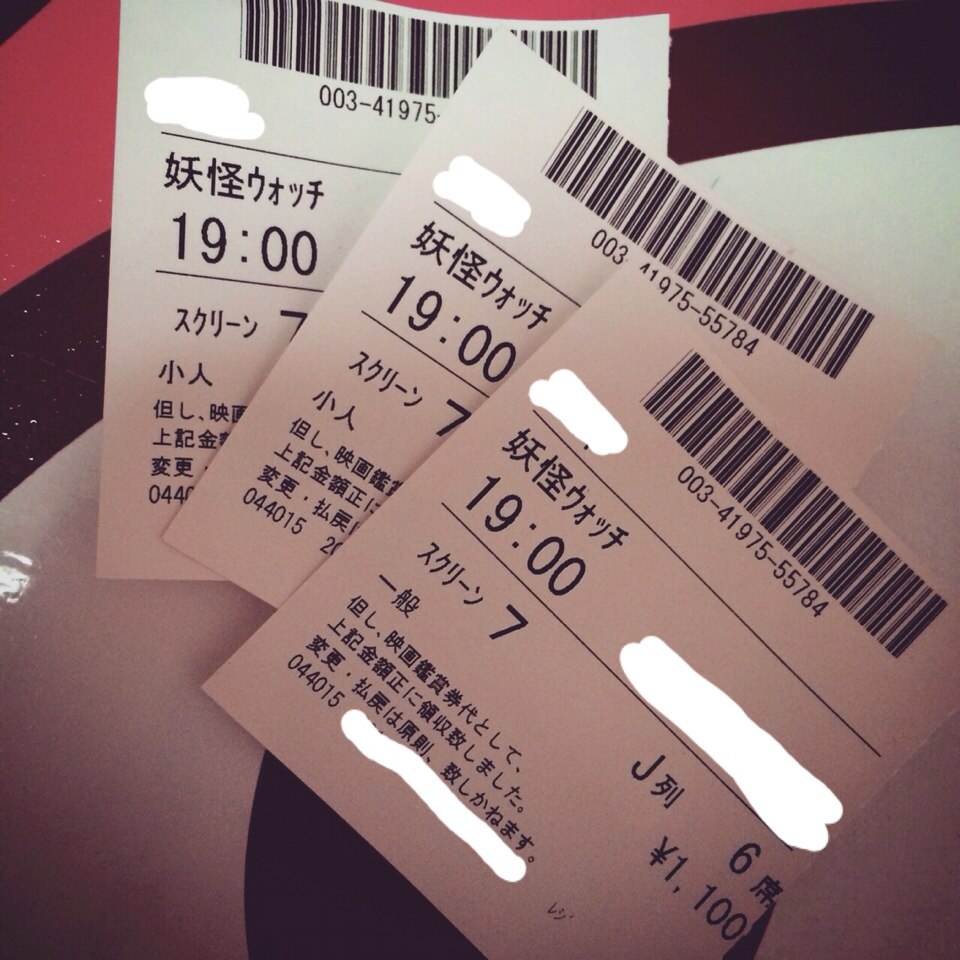 003-41975-
妖怪ウォッチ
19:00
スクリーン 7
小人
但し、映画
上記金
変更・
0440
003-41975-55784
妖怪ウォッチ
19:00
スクリーン 7
小人
但し、映画鑑賞
上記金額正に
変更・払戻
044015 20
003-41975-55784
妖怪ウォッチ
19:00
スクリーン 7
一般
但し、映画鑑賞券代として、
上記金額正に領収致しました。
変更・払戻は原則、致しかねます。
044015
J列
6席
¥1,100
レジ